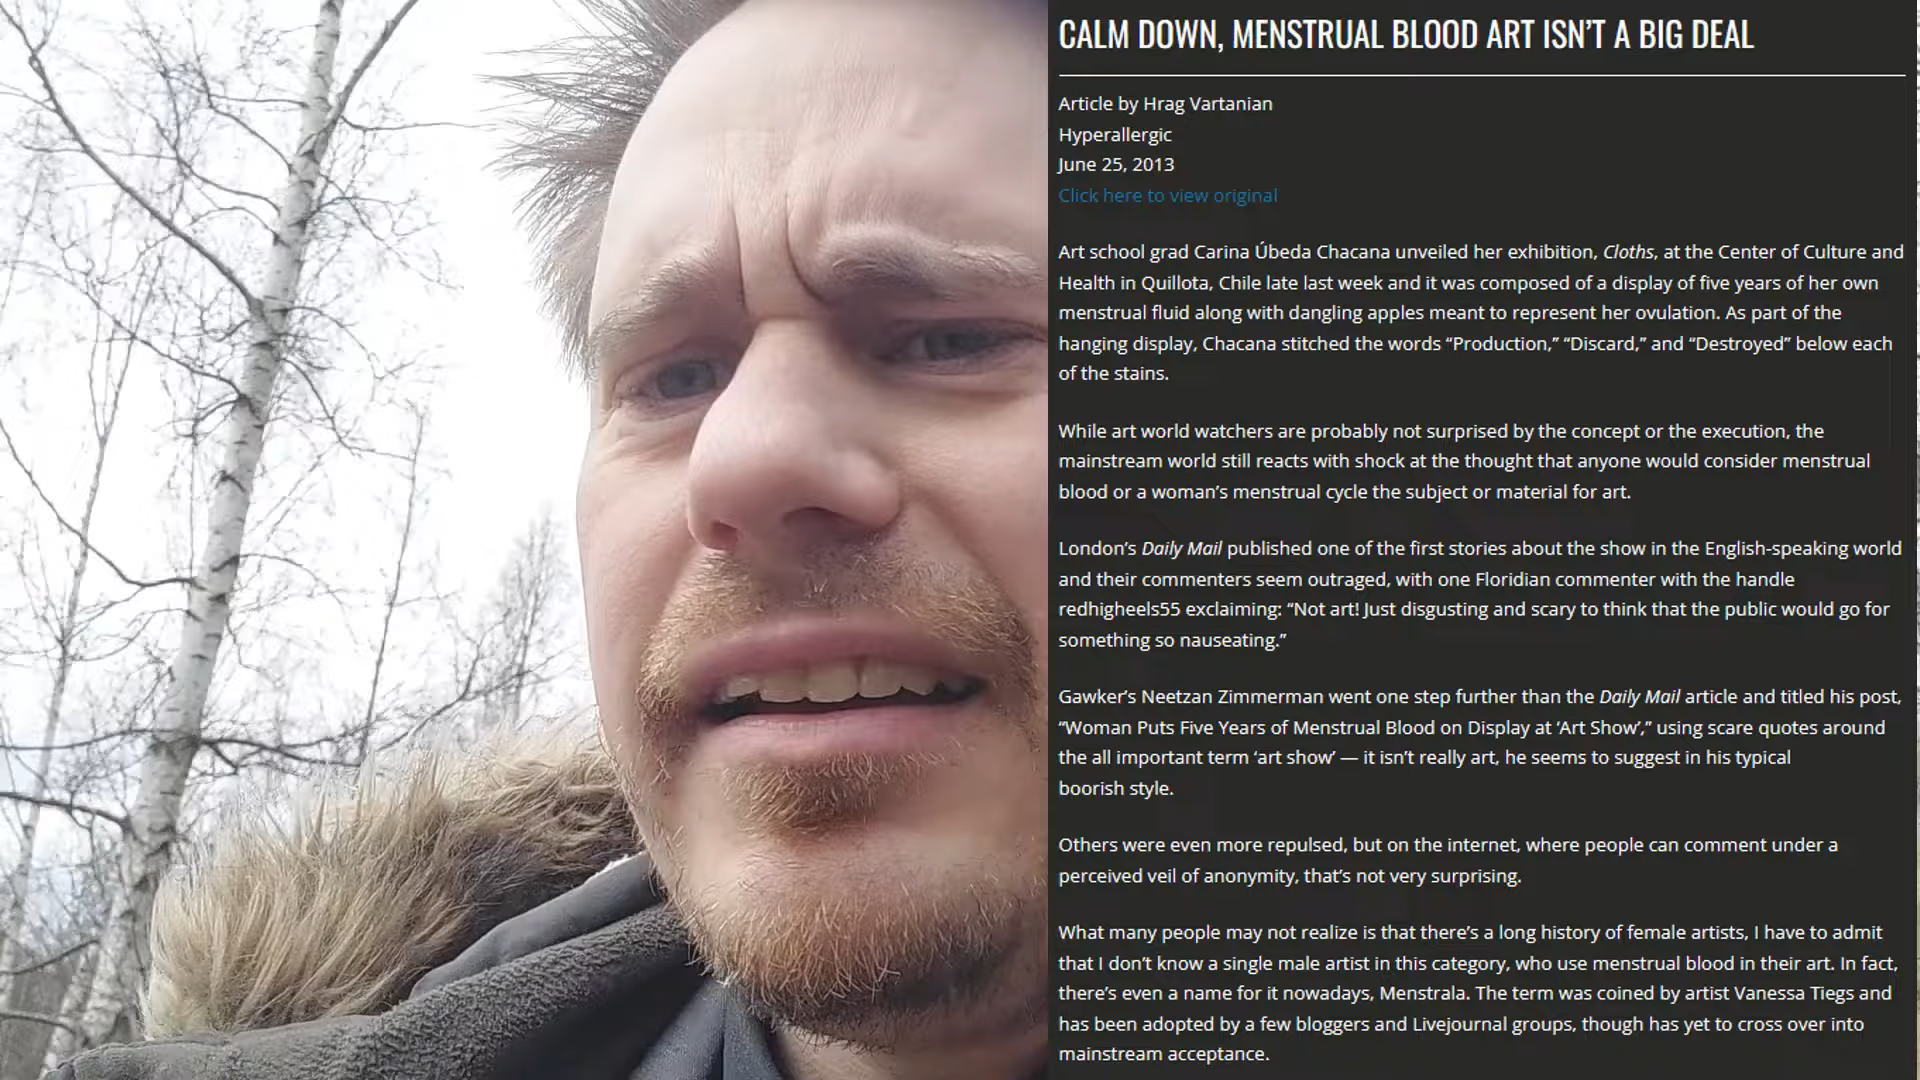 CALM DOWN, MENSTRUAL BLOOD ART ISN'T A BIG DEAL
Article by Hrag Vartanian
Hyperallergic
June 25, 2013
Click here to view original
Art school grad Carina Úbeda Chacana unveiled her exhibition, Cloths, at the Center of Culture and
Health in Quillota, Chile late last week and it was composed of a display of five years of her own
menstrual fluid along with dangling apples meant to represent her ovulation. As part of the
hanging display, Chacana stitched the words “Production,” “Discard,” and “Destroyed” below each
of the stains.
While art world watchers are probably not surprised by the concept or the execution, the
mainstream world still reacts with shock at the thought that anyone would consider menstrual
blood or a woman’s menstrual cycle the subject or material for art.
London’s Daily Mail published one of the first stories about the show in the English-speaking world
and their commenters seem outraged, with one Floridian commenter with the handle
redhigheels55 exclaiming: “Not art! Just disgusting and scary to think that the public would go for
something so nauseating.”
Gawker’s Neetzan Zimmerman went one step further than the Daily Mail article and titled his post,
“Woman Puts Five Years of Menstrual Blood on Display at ‘Art Show’,” using scare quotes around
the all important term ‘art show’ — it isn’t really art, he seems to suggest in his typical
boorish style.
Others were even more repulsed, but on the internet, where people can comment under a
perceived veil of anonymity, that’s not very surprising.
What many people may not realize is that there’s a long history of female artists, I have to admit
that I don’t know a single male artist in this category, who use menstrual blood in their art. In fact,
there’s even a name for it nowadays, Menstrala. The term was coined by artist Vanessa Tiegs and
has been adopted by a few bloggers and Livejournal groups, though has yet to cross over into
mainstream acceptance.